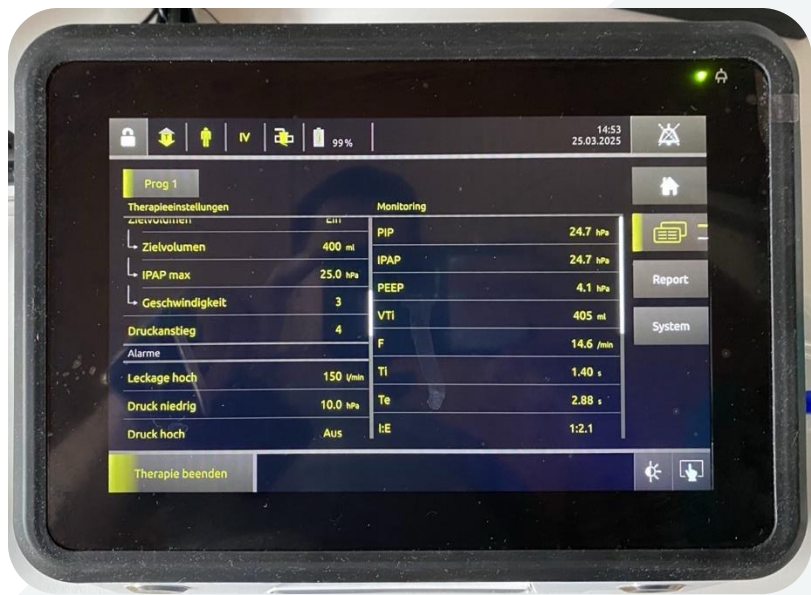 IV
99%
14:53
25.03.2025
Prog 1
Therapieeinstellungen
Zielvolumen Ein
Zielvolumen 400 ml
IPAP max 25.0 hPa
Geschwindigkeit 3
Druckanstieg 4
Alarme
Leckage hoch 150 l/min
Druck niedrig 10.0 hPa
Druck hoch Aus
Monitoring
PIP 24.7 hPa
IPAP 24.7 hPa
PEEP 4.1 hPa
VTi 405 ml
F 14.6 /min
Ti 1.40 s
Te 2.88 s
I:E 1:2.1
Report
System
Therapie beenden